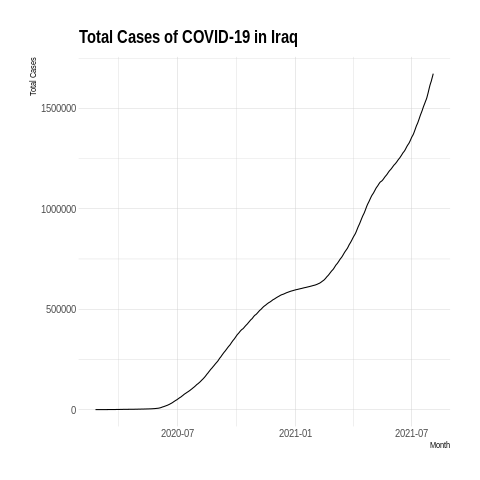 Total Cases of COVID-19 in Iraq
Total Cases
1500000
1000000
500000
0
2020-07
2021-01
2021-07
Month